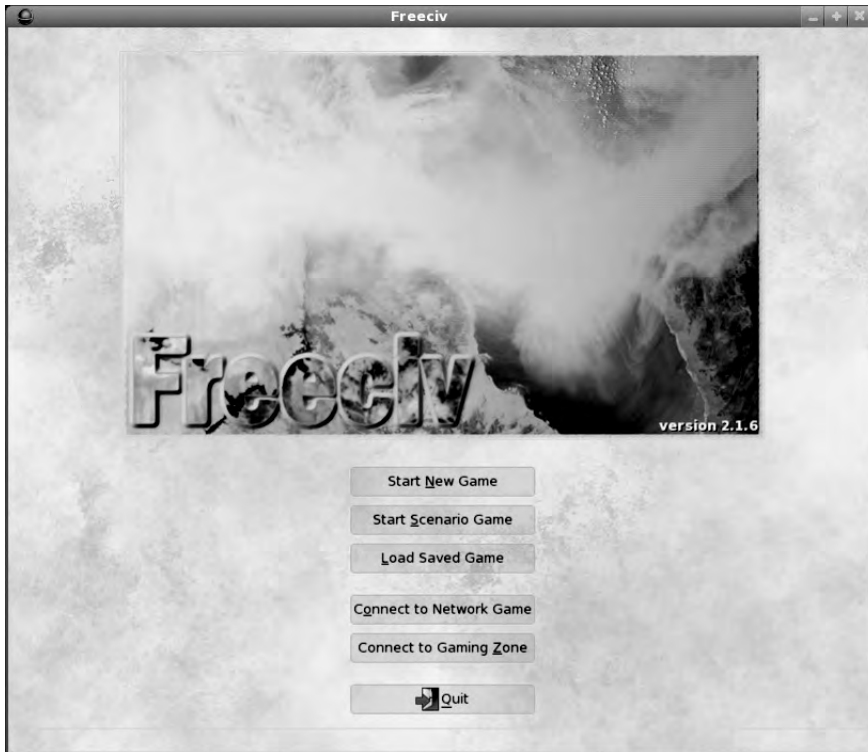 Freeciv
Freeciv
version 2.1.6
Start New Game
Start Scenario Game
Load Saved Game
Connect to Network Game
Connect to Gaming Zone
Quit